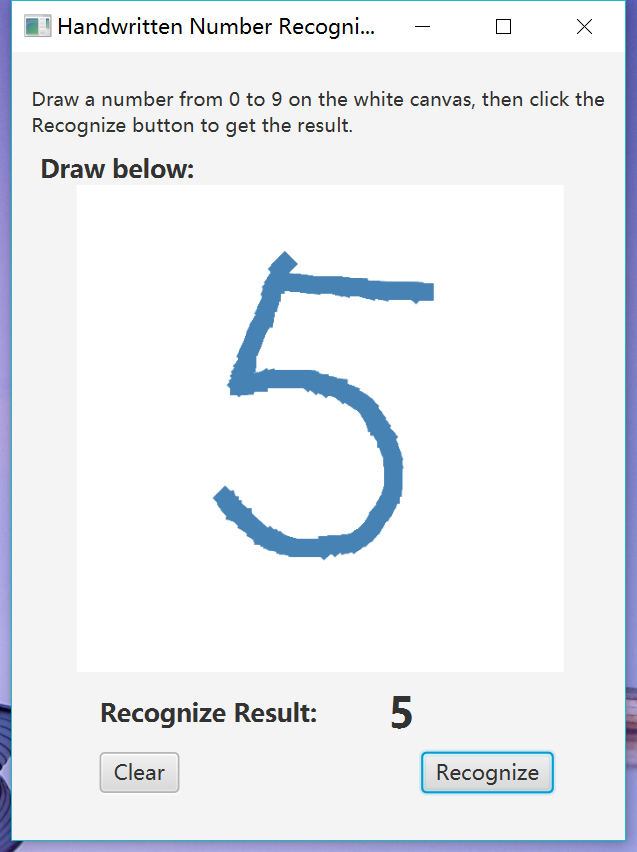 Handwritten Number Recogni...
Draw a number from 0 to 9 on the white canvas, then click the
Recognize button to get the result.
Draw below:
5
Recognize Result: 5
Clear Recognize